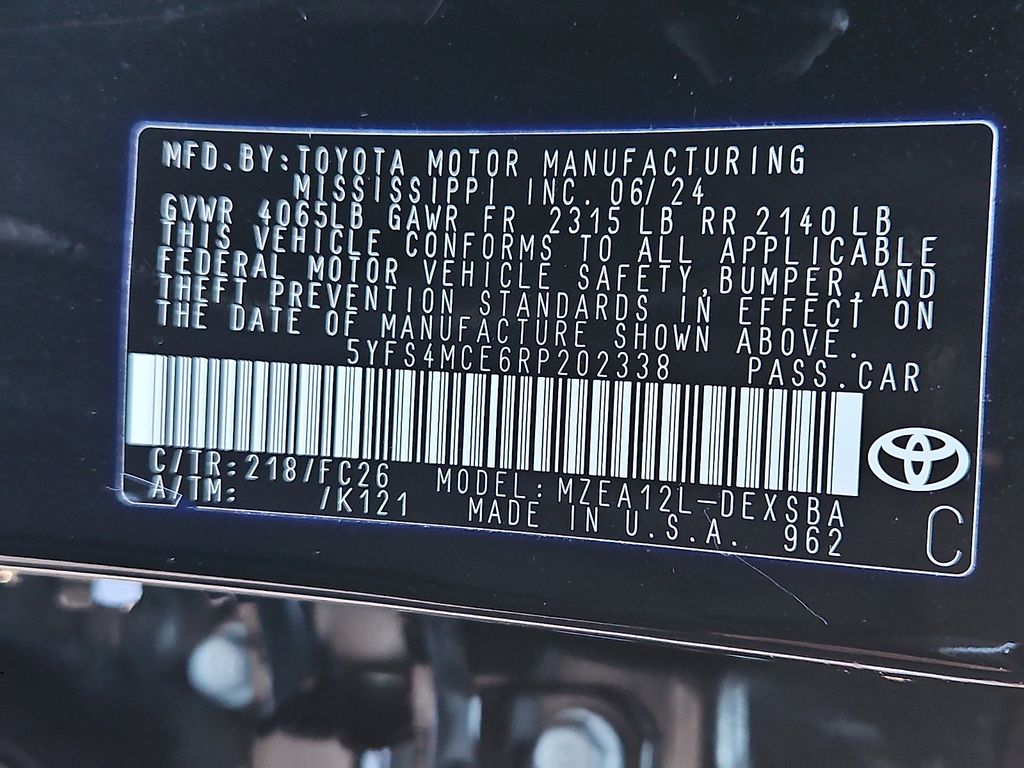 MFD.BY:TOYOTA MOTOR MANUFACTURING
MISSISSIPPI INC. 06/24
GVWR 4065LB GAWR FR 2315 LB RR 2140 LB
THIS VEHICLE CONFORMS TO ALL APPLICABLE
FEDERAL MOTOR VEHICLE SAFETY,BUMPER,AND
THEFT PREVENTION STANDARDS IN EFFECT ON
THE DATE OF MANUFACTURE SHOWN ABOVE.
5YFS4MCE6RP202338 PASS.CAR
C/TR:218/FC26 MODEL:MZEA12L-DEXSBA
A/TM: /K121 MADE IN U.S.A. 962
C